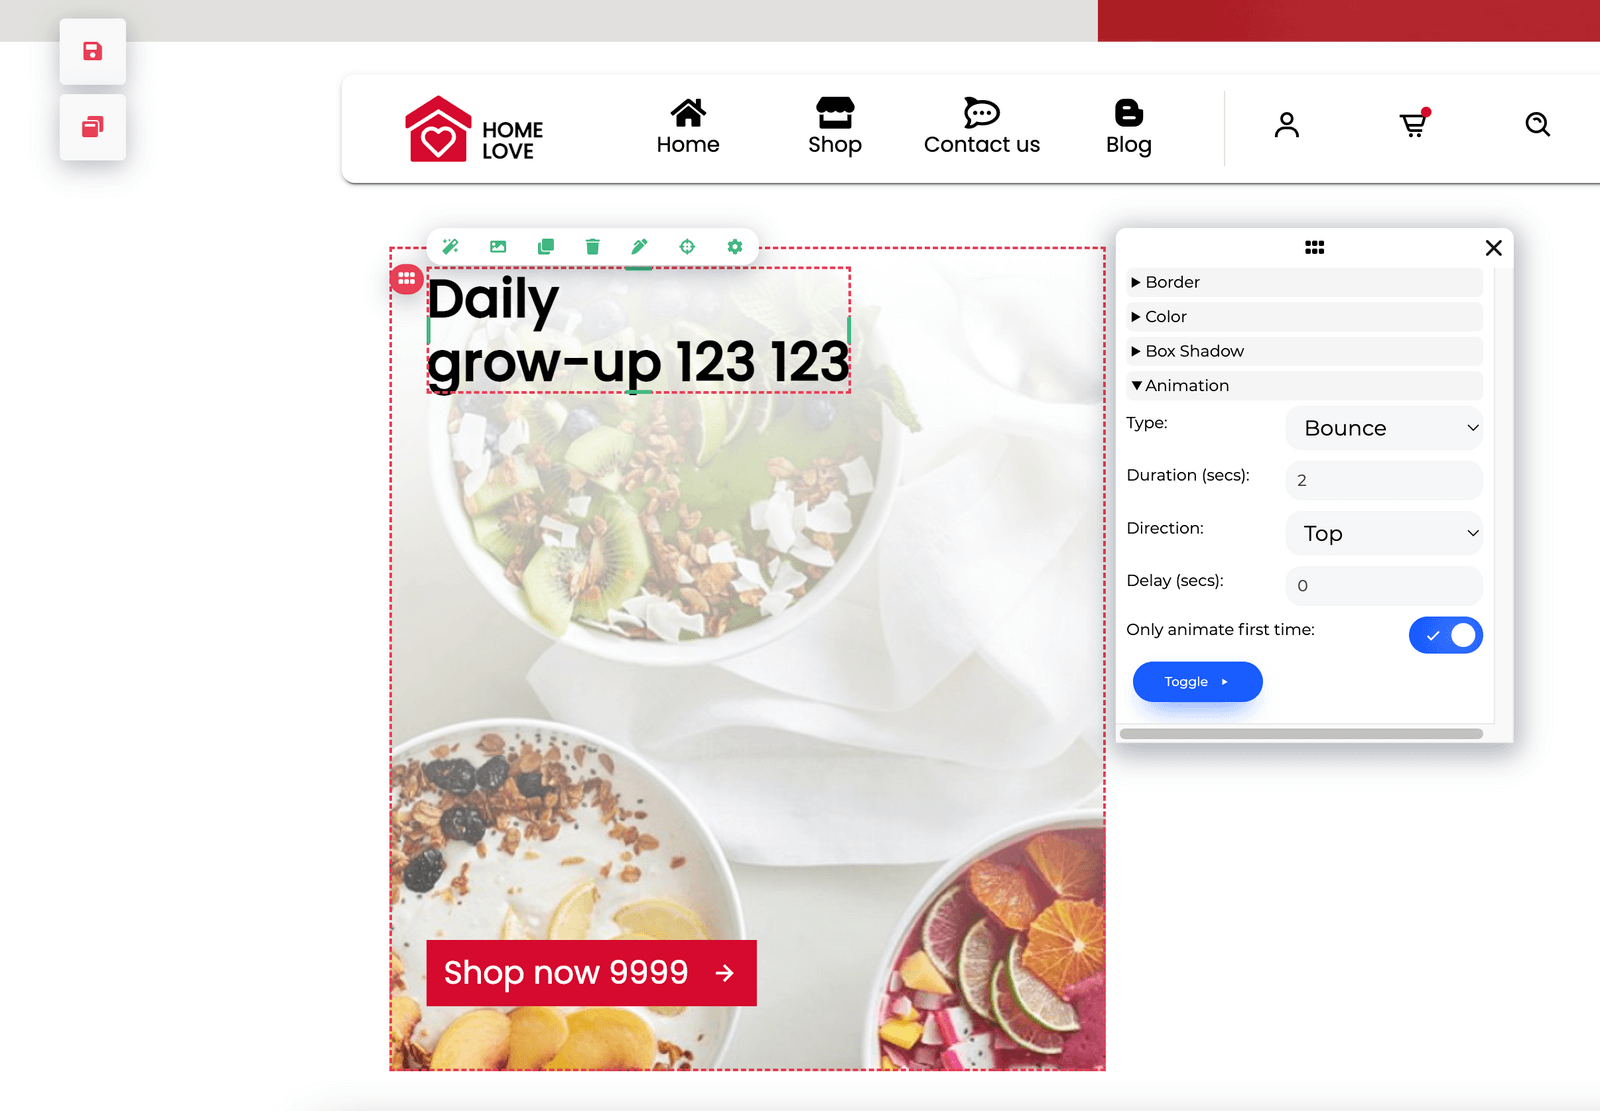 HOME
LOVE
Home
Shop
Contact us
Blog
Daily
grow-up 123 123
Shop now 9999
Border
Color
Box Shadow
Animation
Type:
Bounce
Duration (secs):
2
Direction:
Top
Delay (secs):
0
Only animate first time:
Toggle